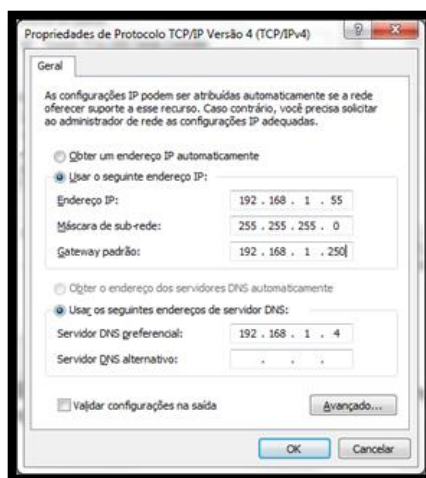 Propriedades de Protocolo TCP/IP Versão 4 (TCP/IPv4)
Geral
As configurações IP podem ser atribuídas automaticamente se a rede
oferecer suporte a esse recurso. Caso contrário, você precisa solicitar
ao administrador de rede as configurações IP adequadas.
Obter um endereço IP automaticamente
Usar o seguinte endereço IP:
Endereço IP: 192 . 168 . 1 . 55
Máscara de sub-rede: 255 . 255 . 255 . 0
Gateway padrão: 192 . 168 . 1 . 250
Obter o endereço dos servidores DNS automaticamente
Usar os seguintes endereços de servidor DNS:
Servidor DNS preferencial: 192 . 168 . 1 . 4
Servidor DNS alternativo: . . .
Validar configurações na saída
Avançado...
OK Cancelar